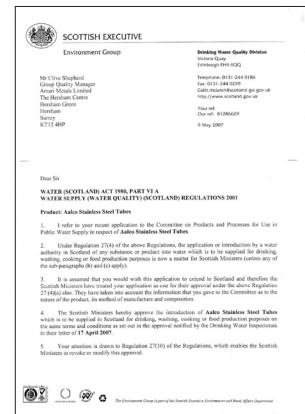 SCOTTISH EXECUTIVE
Environment Group
Drinking Water Quality Division
Victoria Quay
Edinburgh EH6 6QQ
Mr Clive Shepherd
Group Quality Manager
Amari Metals Limited
The Hersham Centre
Hersham Green
Hersham
Surrey
KT12 4HP
Telephone: 0131-244 0186
Fax: 0131-244 0259
http://www.scotland.gov.uk
Your ref:
Our ref: B1286629
9 May 2007
Dear Sir
WATER (SCOTLAND) ACT 1980, PART VI A
WATER SUPPLY (WATER QUALITY) (SCOTLAND) REGULATIONS 2001
Product: Aalco Stainless Steel Tubes
1. I refer to your recent application to the Committee on Products and Processes for Use in
Public Water Supply in respect of Aalco Stainless Steel Tubes.
2. Under Regulation 27(4) of the above Regulations, the application or introduction by a water
authority in Scotland of any substance or product into water which is to be supplied for drinking,
washing, cooking or food production purposes is now a matter for Scottish Ministers (unless any of
the sub-paragraphs (b) and (c) apply).
3. It is assumed that you would wish this application to extend to Scotland and therefore the
Scottish Ministers have treated your application as one for their approval under the above Regulation
27 (4)(a) also. They have taken into account the information that you gave to the Committee as to the
nature of the product, its method of manufacture and composition.
4. The Scottish Ministers hereby approve the introduction of Aalco Stainless Steel Tubes
which is to be supplied in Scotland for drinking, washing, cooking or food production purposes on
the same terms and conditions as set out in the approval notified by the Drinking Water Inspectorate
in their letter of 17 April 2007.
5. Your attention is drawn to Regulation 27(10) of the Regulations, which enables the Scottish
Ministers to revoke or modify this approval.
The Environment Group is part of the Scottish Executive Environment and Rural Affairs Department